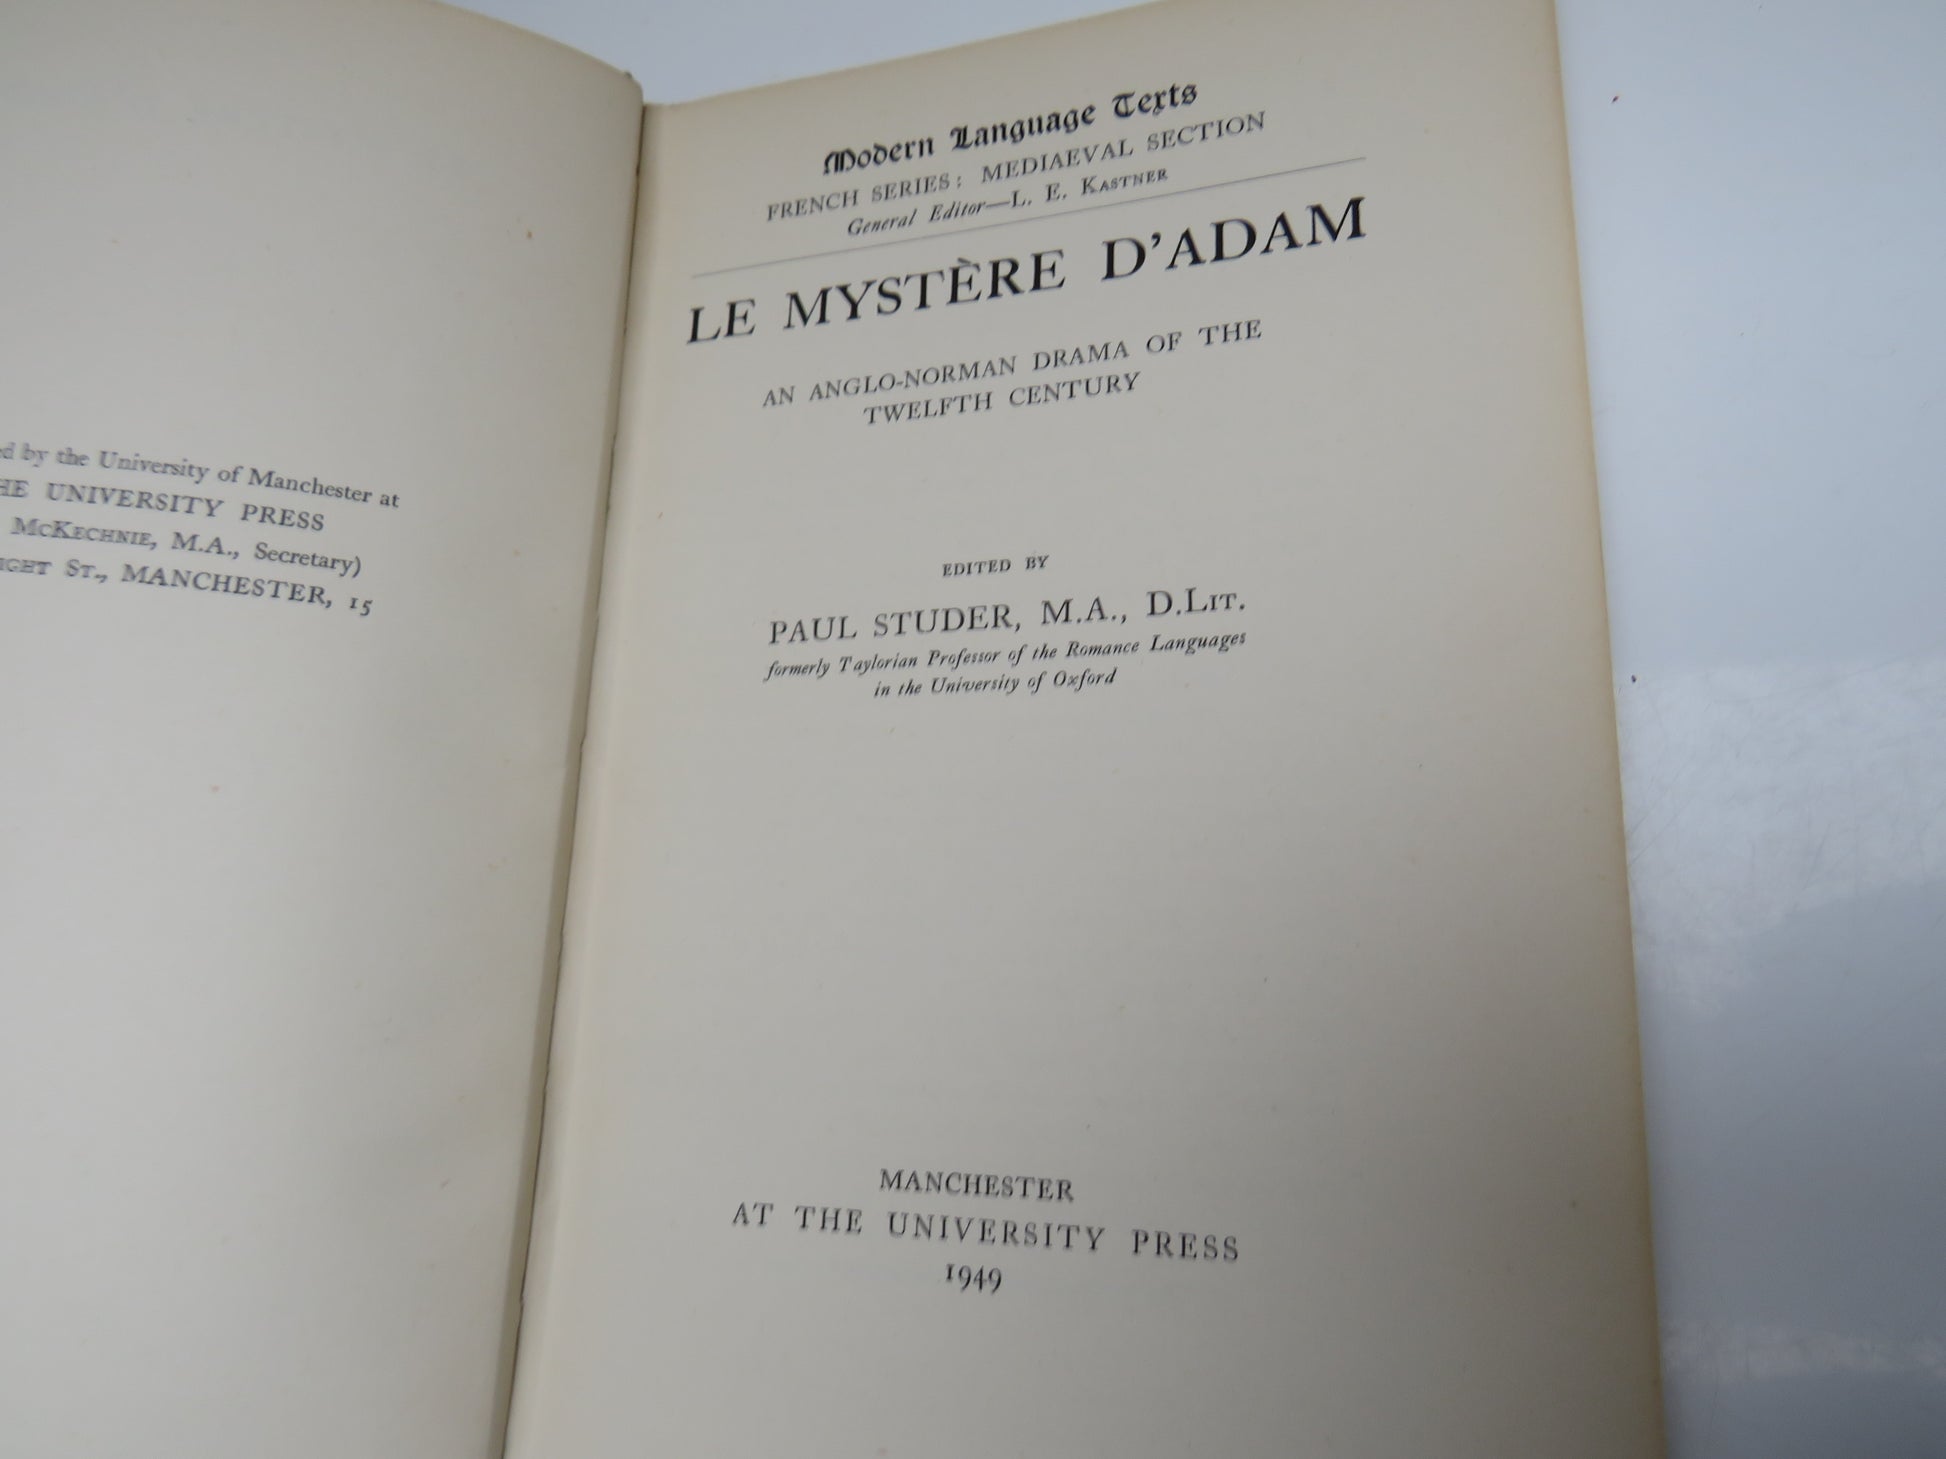 by the University of Manchester at
UNIVERSITY PRESS
McKECHNIE, M.A., Secretary)
ST., MANCHESTER, 15
Modern Language Texts
FRENCH SERIES: MEDIAEVAL SECTION
General Editor—L. E. KASTNER
LE MYSTÈRE D'ADAM
AN ANGLO-NORMAN DRAMA OF THE
TWELFTH CENTURY
EDITED BY
PAUL STUDER, M.A., D.LIT.
formerly Taylorian Professor of the Romance Languages
in the University of Oxford
MANCHESTER
AT THE UNIVERSITY PRESS
1949